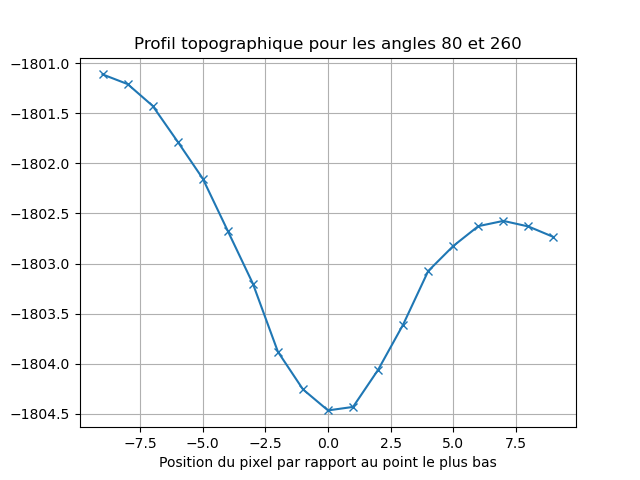 Profil topographique pour les angles 80 et 260
−1801.0
−1801.5
−1802.0
−1802.5
−1803.0
−1803.5
−1804.0
−1804.5
−7.5 −5.0 −2.5 0.0 2.5 5.0 7.5
Position du pixel par rapport au point le plus bas